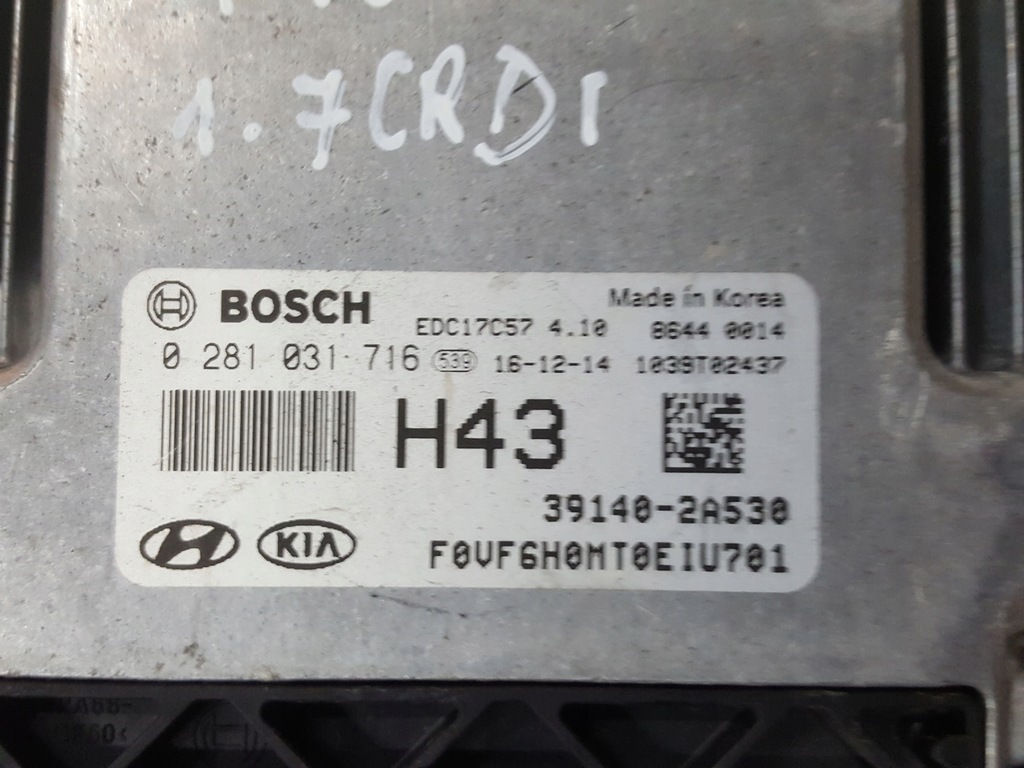 1.7CRDI
BOSCH
Made in Korea
EDC17C57 4.10 8644 0014
0 281 031 716 539 16-12-14 1039T02437
H43
39140-2A530
KIA
F0VF6H0MT0EIU701